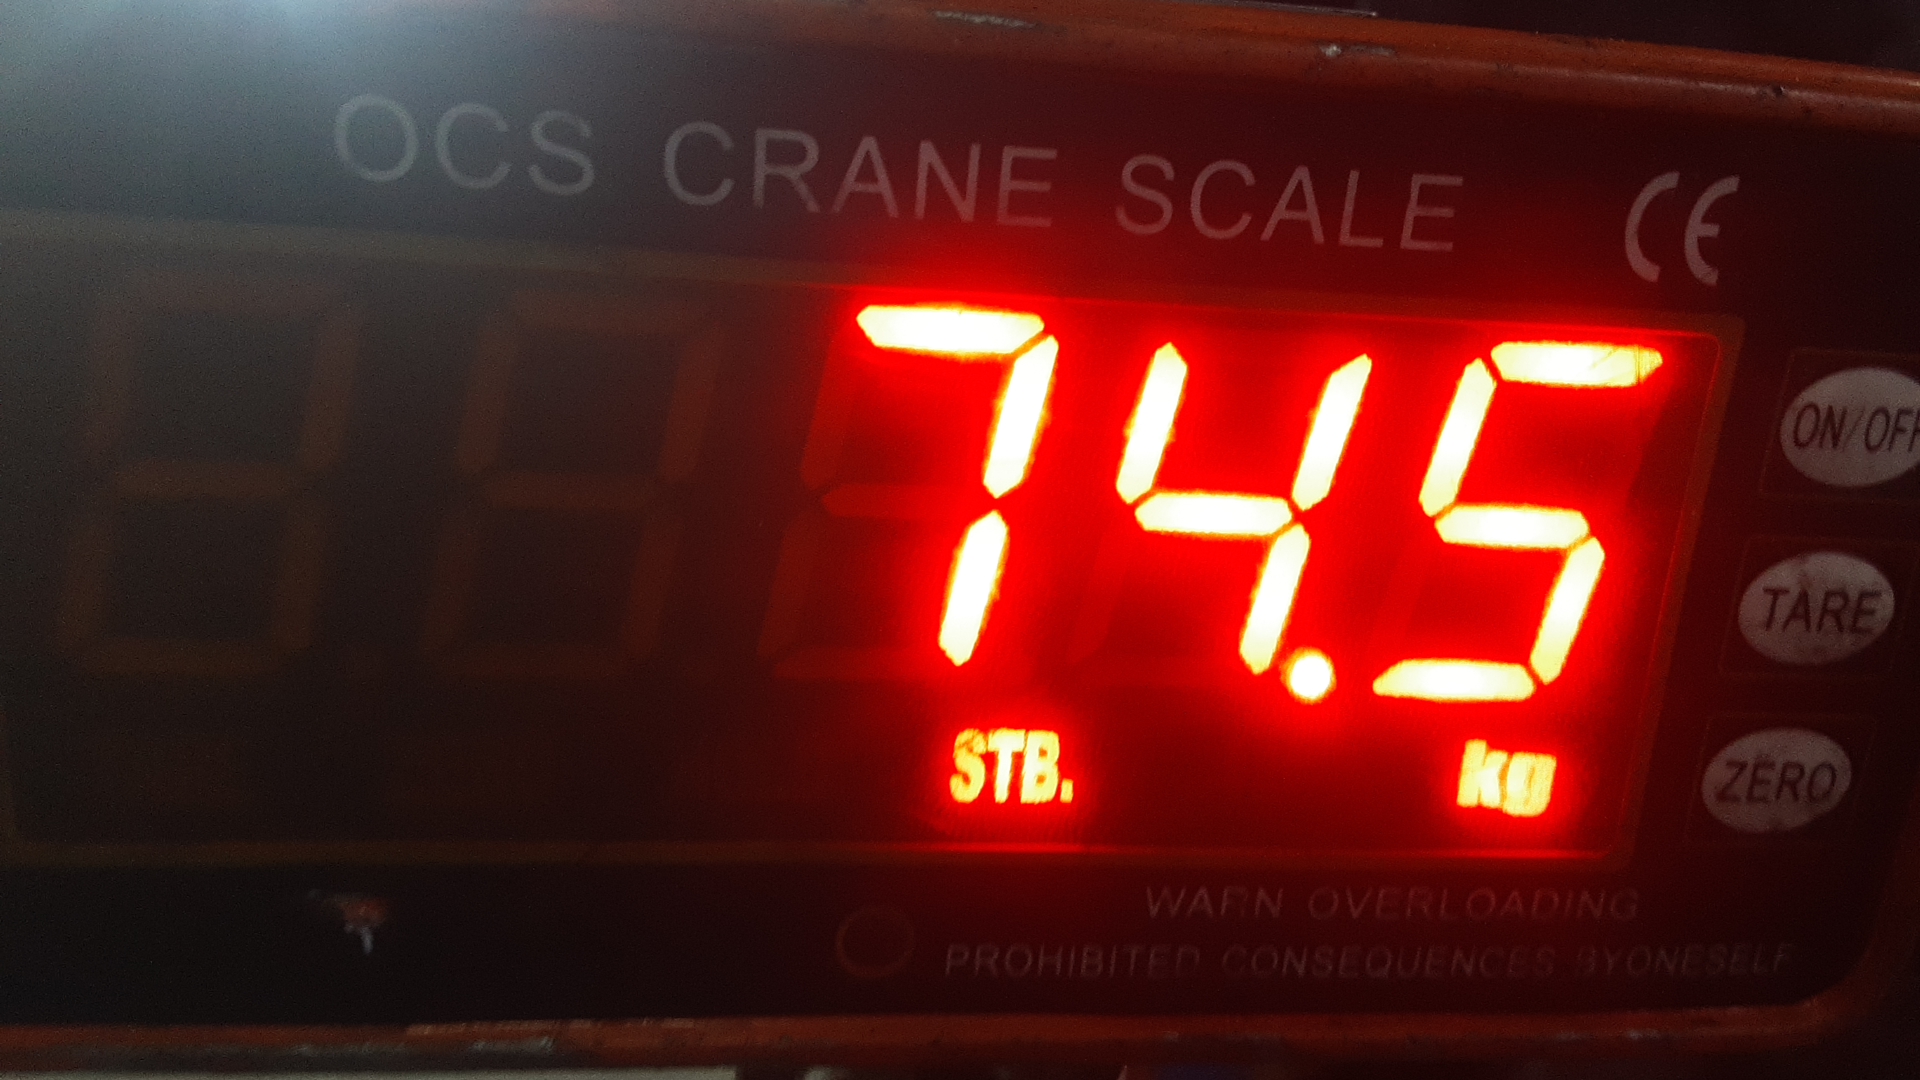 OCS CRANE SCALE CE
74.5
STB. kg
ON/OFF
TARE
ZERO
WARN OVERLOADING
PROHIBITED CONSEQUENCES BYONESELF